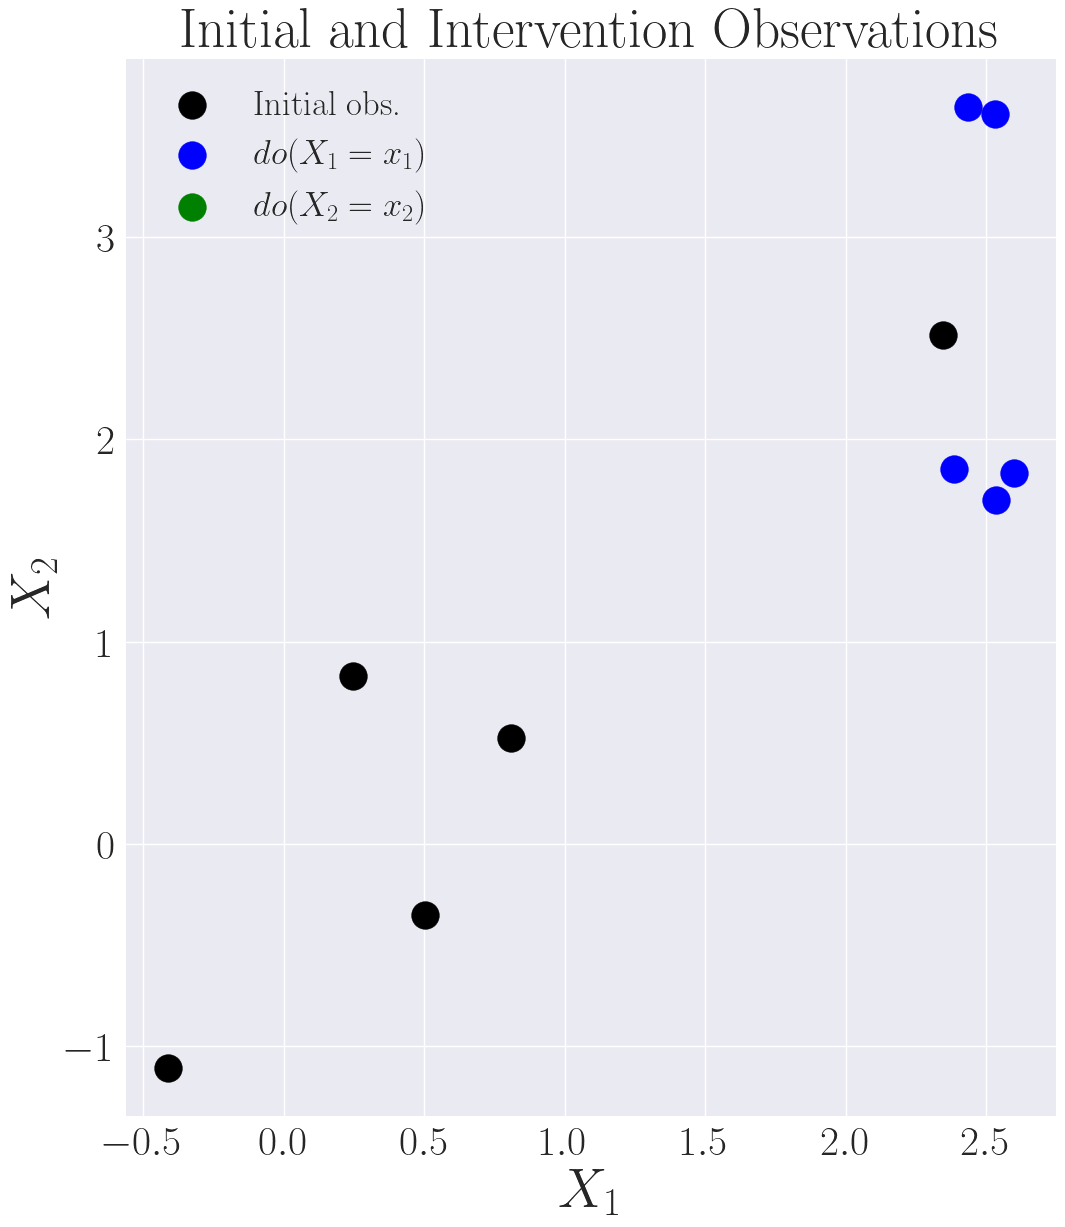 Initial and Intervention Observations
Initial obs.
do(X₁ = x₁)
do(X₂ = x₂)
3
2
1
0
−1
X₂
−0.5 0.0 0.5 1.0 1.5 2.0 2.5
X₁